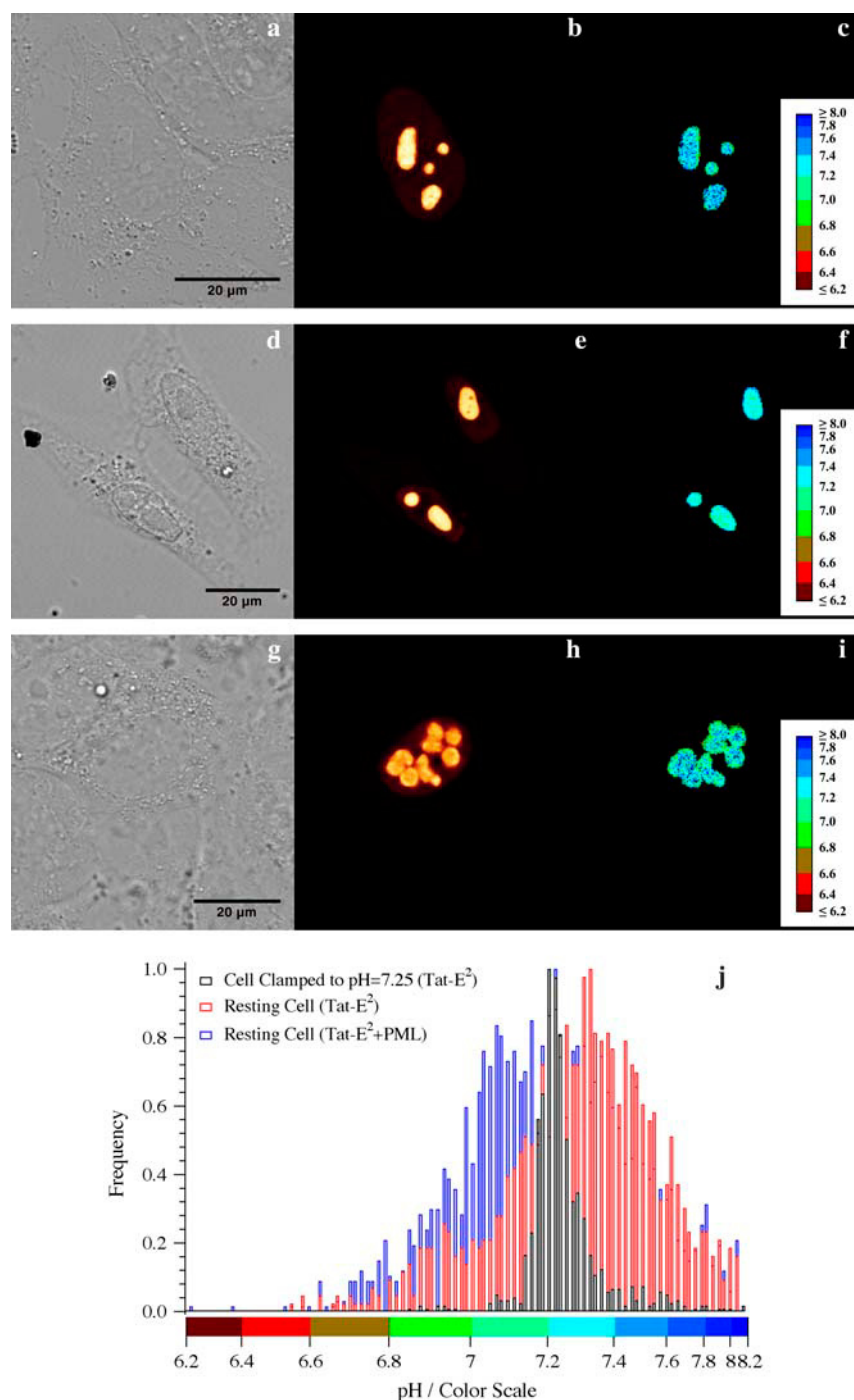 a b c
≥ 8.0
7.8
7.6
7.4
7.2
7.0
6.8
6.6
6.4
≤ 6.2
20 µm
d e f
≥ 8.0
7.8
7.6
7.4
7.2
7.0
6.8
6.6
6.4
≤ 6.2
20 µm
g h i
≥ 8.0
7.8
7.6
7.4
7.2
7.0
6.8
6.6
6.4
≤ 6.2
20 µm
j
Cell Clamped to pH=7.25 (Tat-E²)
Resting Cell (Tat-E²)
Resting Cell (Tat-E²+PML)
Frequency
1.0
0.8
0.6
0.4
0.2
0.0
6.2 6.4 6.6 6.8 7 7.2 7.4 7.6 7.8 8 8.2
pH / Color Scale